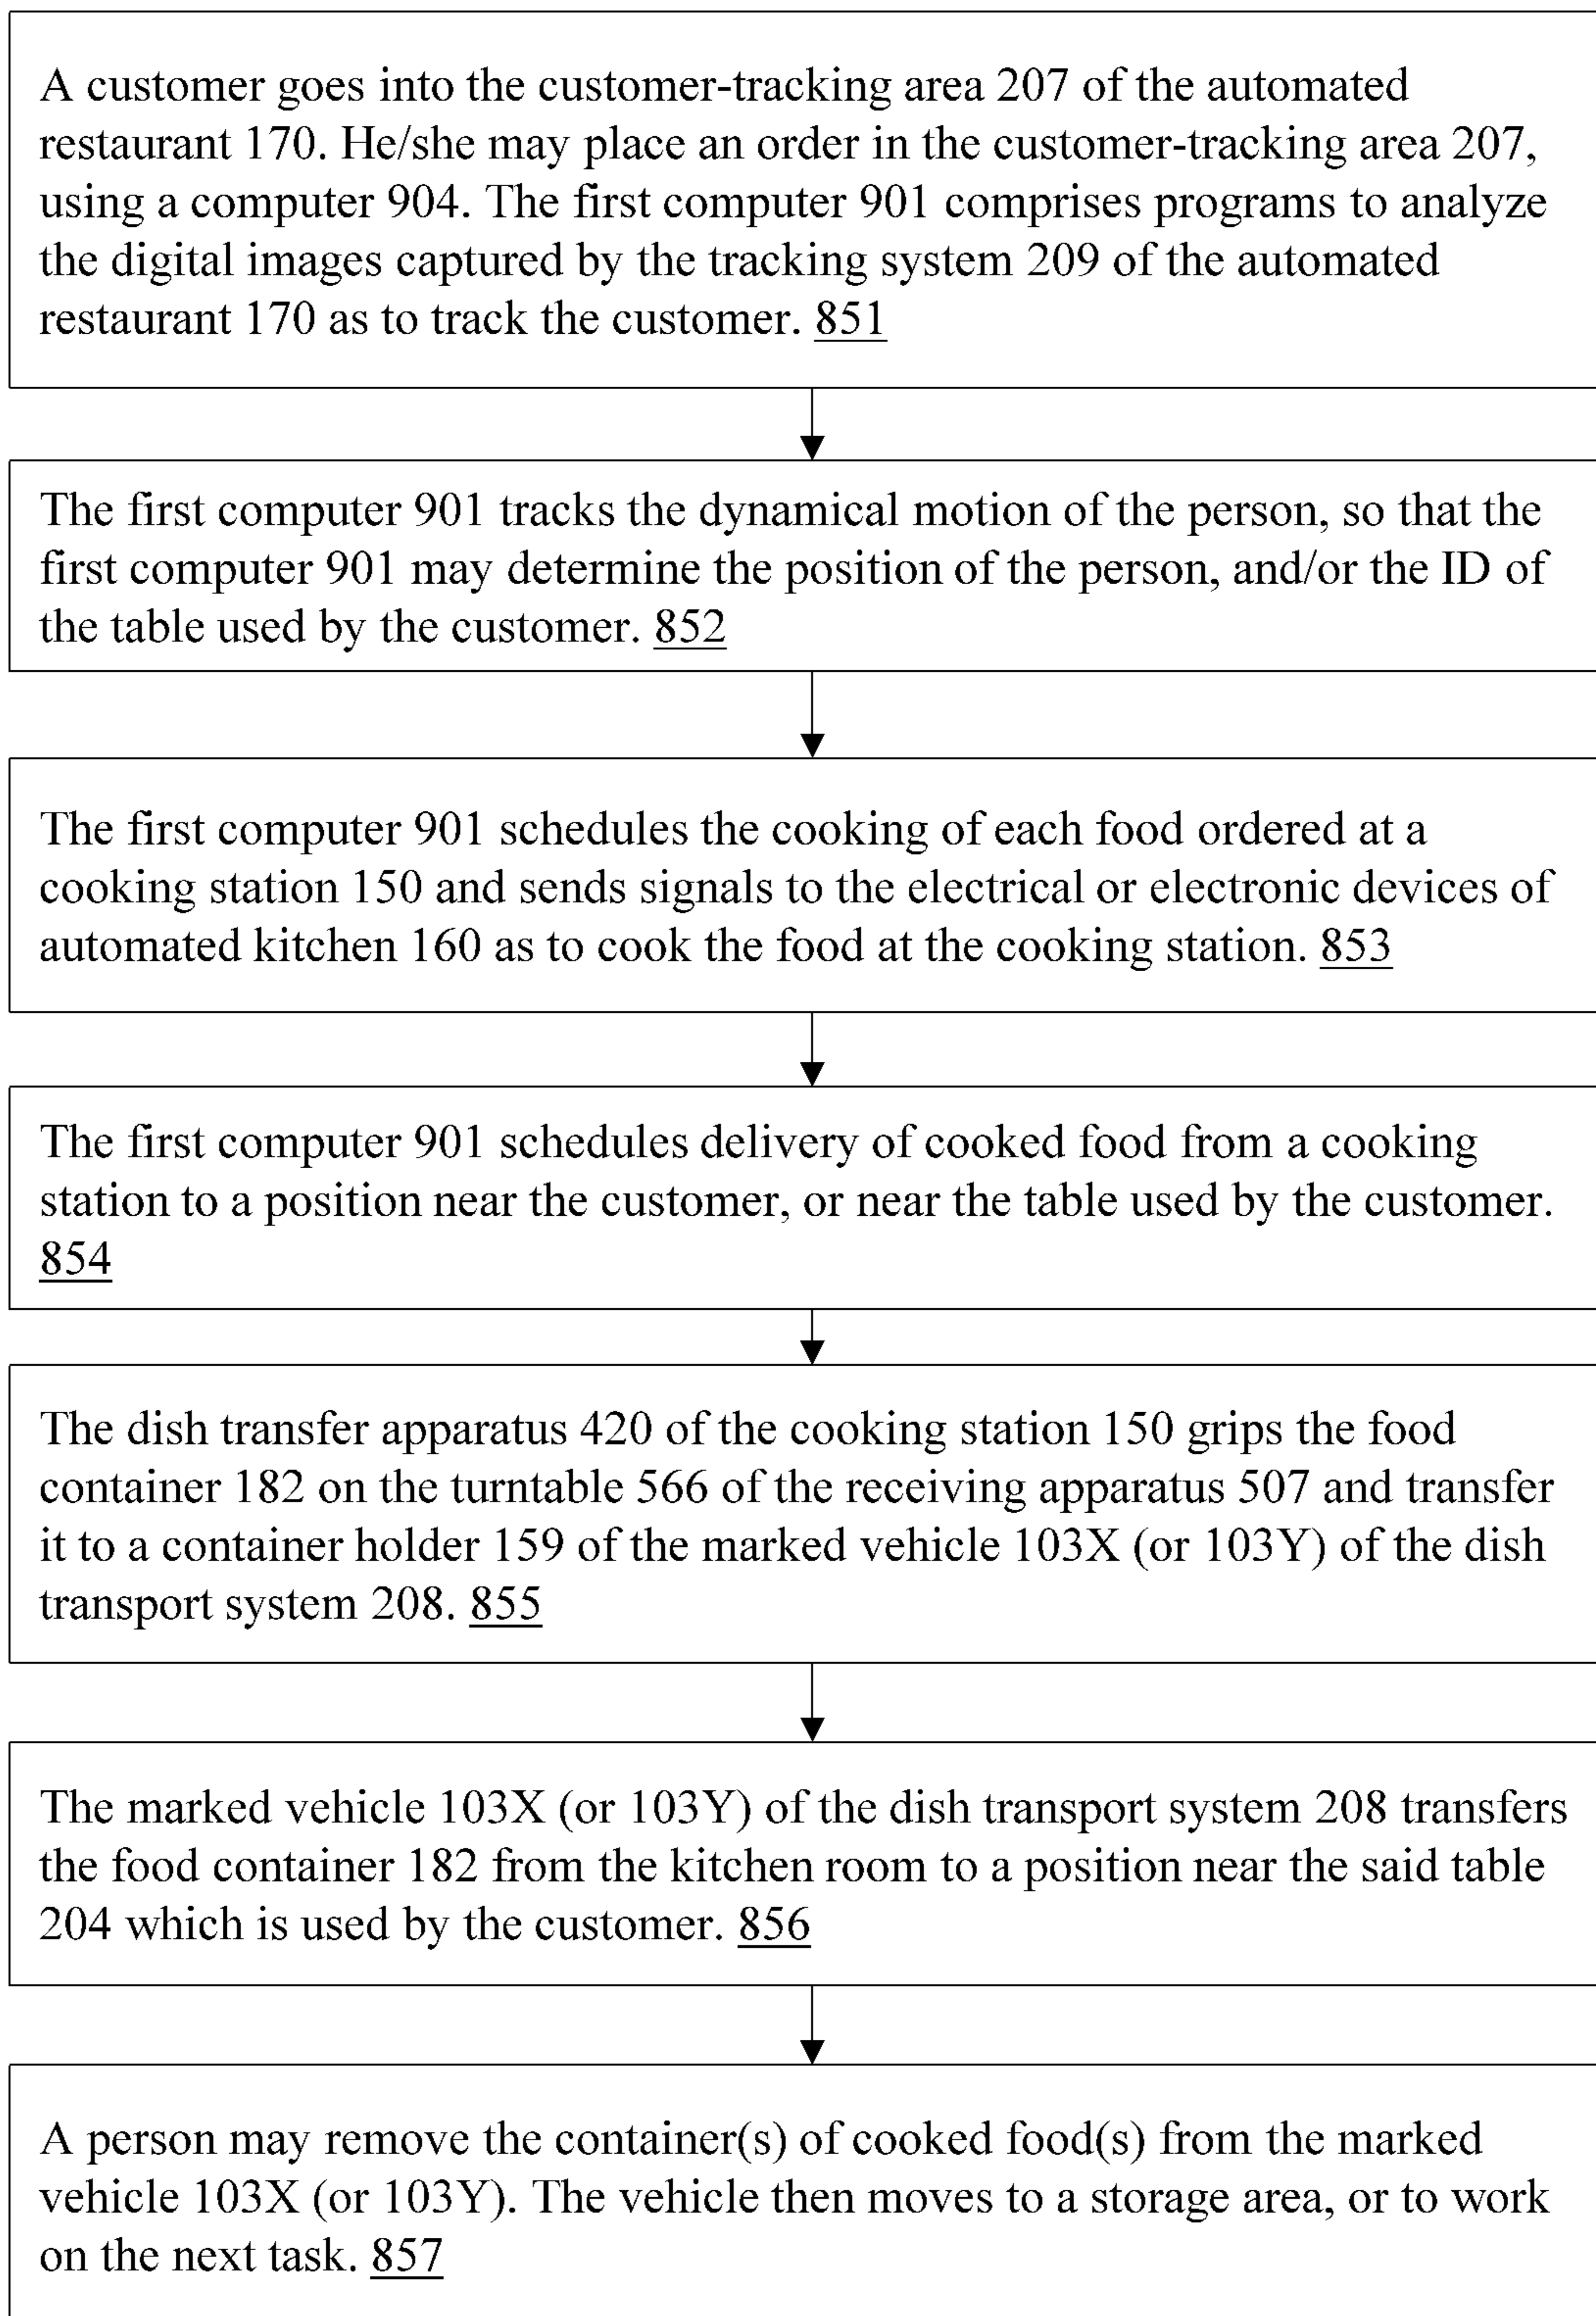 A customer goes into the customer-tracking area 207 of the automated
restaurant 170. He/she may place an order in the customer-tracking area 207,
using a computer 904. The first computer 901 comprises programs to analyze
the digital images captured by the tracking system 209 of the automated
restaurant 170 as to track the customer. 851
The first computer 901 tracks the dynamical motion of the person, so that the
first computer 901 may determine the position of the person, and/or the ID of
the table used by the customer. 852
The first computer 901 schedules the cooking of each food ordered at a
cooking station 150 and sends signals to the electrical or electronic devices of
automated kitchen 160 as to cook the food at the cooking station. 853
The first computer 901 schedules delivery of cooked food from a cooking
station to a position near the customer, or near the table used by the customer.
854
The dish transfer apparatus 420 of the cooking station 150 grips the food
container 182 on the turntable 566 of the receiving apparatus 507 and transfer
it to a container holder 159 of the marked vehicle 103X (or 103Y) of the dish
transport system 208. 855
The marked vehicle 103X (or 103Y) of the dish transport system 208 transfers
the food container 182 from the kitchen room to a position near the said table
204 which is used by the customer. 856
A person may remove the container(s) of cooked food(s) from the marked
vehicle 103X (or 103Y). The vehicle then moves to a storage area, or to work
on the next task. 857